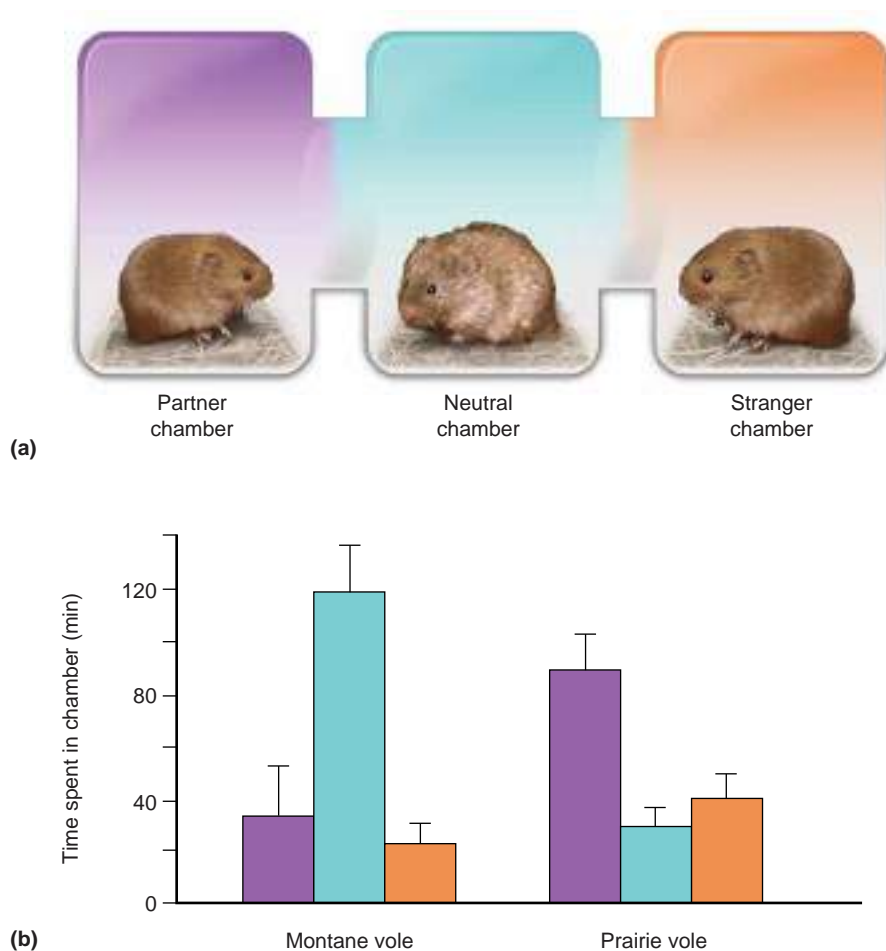 Partner
chamber
Neutral
chamber
Stranger
chamber
(a)
Time spent in chamber (min)
120
80
40
0
Montane vole
Prairie vole
(b)